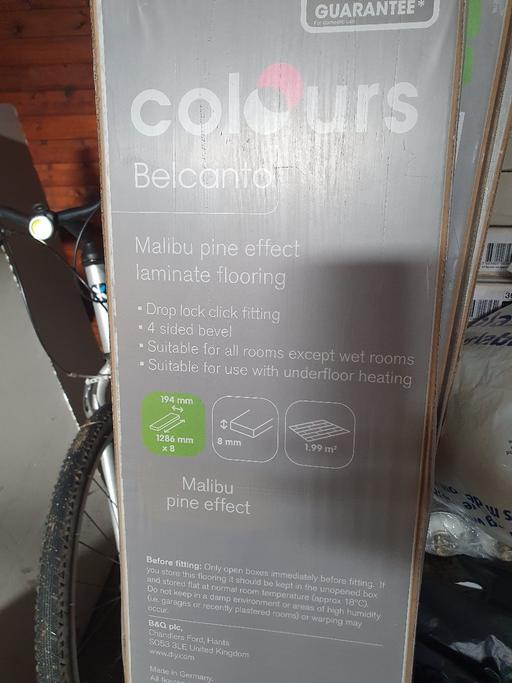 GUARANTEE*
For domestic use
colours
Belcanto
Malibu pine effect
laminate flooring
• Drop lock click fitting
• 4 sided bevel
• Suitable for all rooms except wet rooms
• Suitable for use with underfloor heating
194 mm
1286 mm
x 8
8 mm
1.99 m²
Malibu
pine effect
Before fitting: Only open boxes immediately before fitting. If
you store this flooring it should be kept in the unopened box
and stored flat at normal room temperature (approx 18°C).
Do not keep in a damp environment or areas of high humidity
(i.e. garages or recently plastered rooms) or warping may
occur.
B&Q plc,
Chandlers Ford, Hants
SO53 3LE United Kingdom
www.diy.com
Made in Germany.